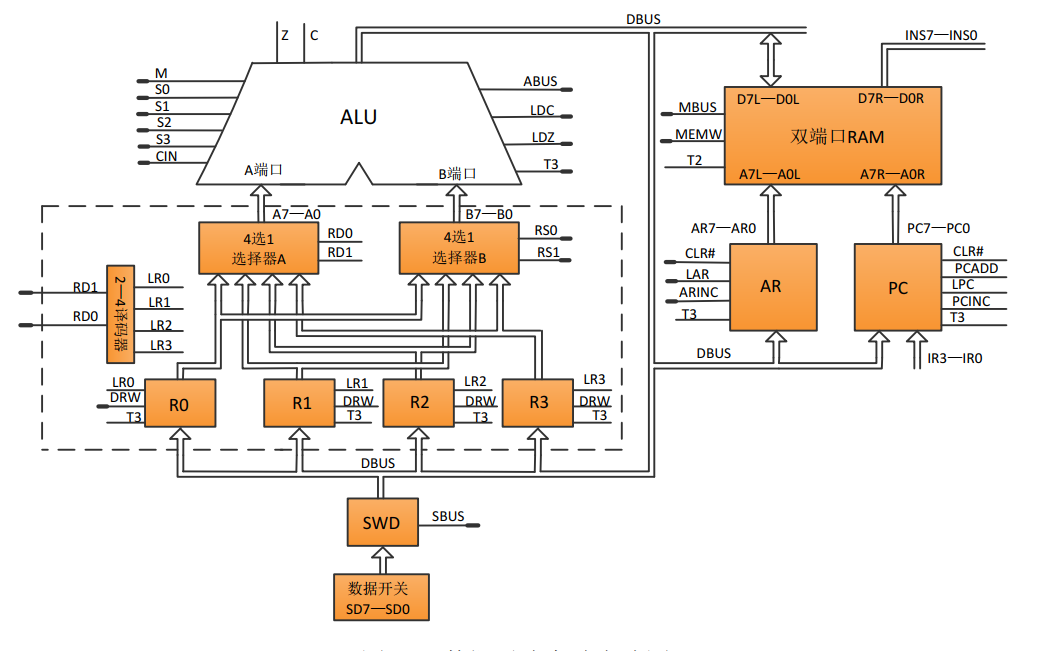 DBUS
Z
C
INS7—INS0
M
S0
S1
S2
S3
CIN
ALU
ABUS
LDC
LDZ
T3
A端口
B端口
MBUS
MEMW
T2
D7L—D0L
D7R—D0R
双端口RAM
A7L—A0L
A7R—A0R
A7—A0
B7—B0
4选1
选择器A
RD0
RD1
4选1
选择器B
RS0
RS1
AR7—AR0
PC7—PC0
CLR#
LAR
ARINC
T3
AR
PC
CLR#
PCADD
LPC
PCINC
T3
RD1
RD0
2—4译码器
LR0
LR1
LR2
LR3
DBUS
IR3—IR0
LR0
DRW
T3
R0
R1
LR1
DRW
T3
R2
LR2
DRW
T3
R3
LR3
DRW
T3
DBUS
SWD
SBUS
数据开关
SD7—SD0